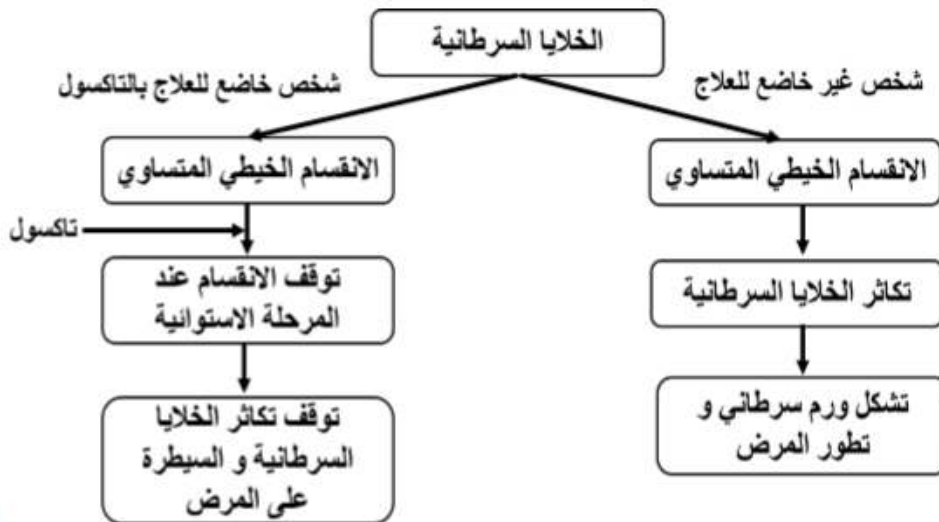 الخلايا السرطانية
شخص غير خاضع للعلاج
شخص خاضع للعلاج بالتاكسول
الانقسام الخيطي المتساوي
الانقسام الخيطي المتساوي
تاكسول
تكاثر الخلايا السرطانية
توقف الانقسام عند
المرحلة الاستوائية
تشكل ورم سرطاني و
تطور المرض
توقف تكاثر الخلايا
السرطانية و السيطرة
على المرض